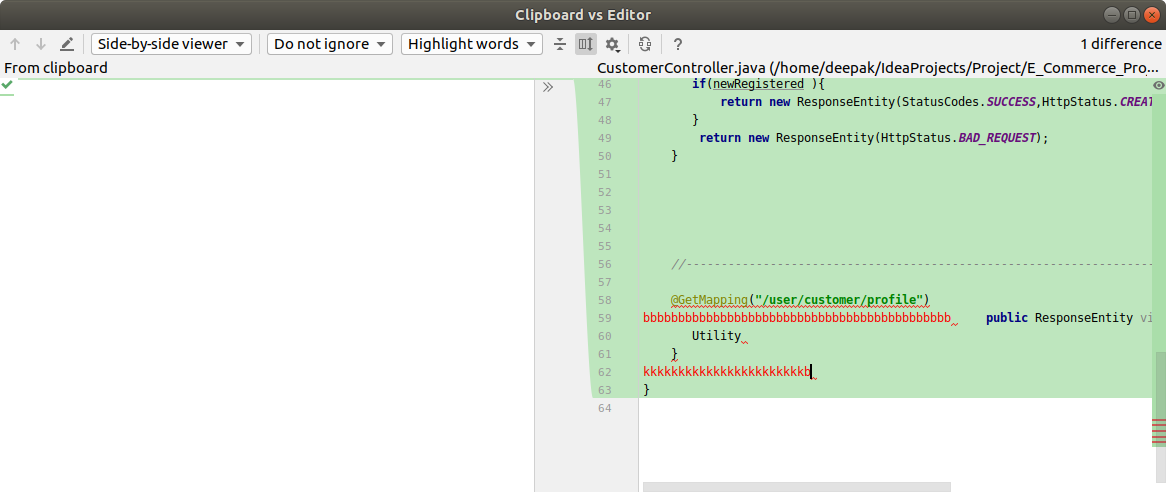 Clipboard vs Editor
Side-by-side viewer Do not ignore Highlight words ? 1 difference
From clipboard CustomerController.java (/home/deepak/IdeaProjects/Project/E_Commerce_Pro...
46 if(newRegistered ){
47 return new ResponseEntity(StatusCodes.SUCCESS,HttpStatus.CREAT
48 }
49 return new ResponseEntity(HttpStatus.BAD_REQUEST);
50 }
51
52
53
54
55
56 //--------------------------------------------------------------------
57
58 @GetMapping("/user/customer/profile")
59 bbbbbbbbbbbbbbbbbbbbbbbbbbbbbbbbbbbbbbbbbbbb public ResponseEntity vi
60 Utility
61 }
62 kkkkkkkkkkkkkkkkkkkkkkkb
63 }
64